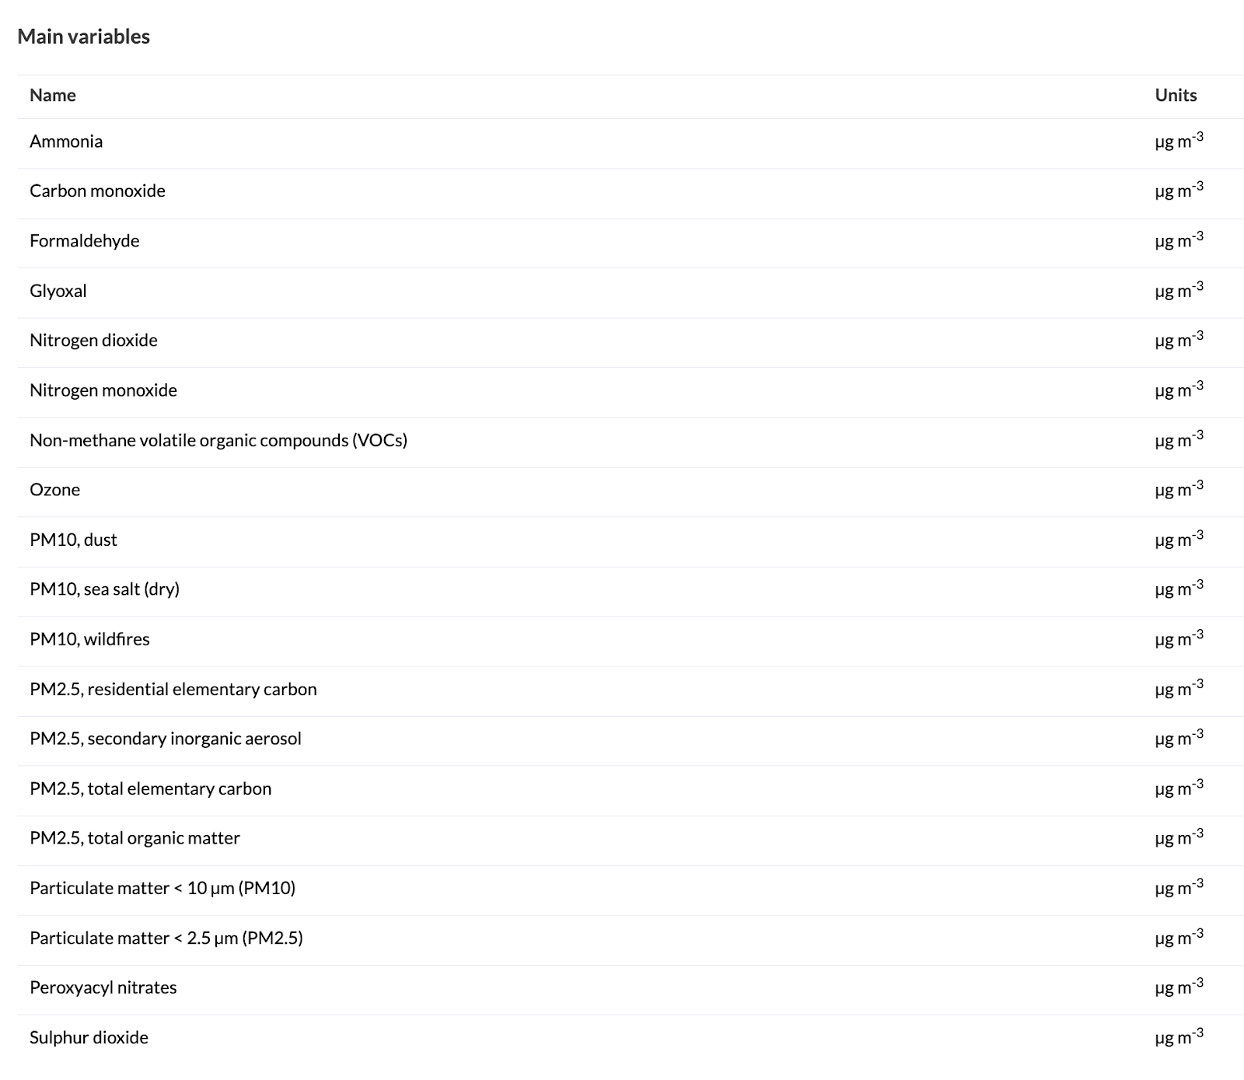 Main variables
Name Units
Ammonia µg m-3
Carbon monoxide µg m-3
Formaldehyde µg m-3
Glyoxal µg m-3
Nitrogen dioxide µg m-3
Nitrogen monoxide µg m-3
Non-methane volatile organic compounds (VOCs) µg m-3
Ozone µg m-3
PM10, dust µg m-3
PM10, sea salt (dry) µg m-3
PM10, wildfires µg m-3
PM2.5, residential elementary carbon µg m-3
PM2.5, secondary inorganic aerosol µg m-3
PM2.5, total elementary carbon µg m-3
PM2.5, total organic matter µg m-3
Particulate matter < 10 µm (PM10) µg m-3
Particulate matter < 2.5 µm (PM2.5) µg m-3
Peroxyacyl nitrates µg m-3
Sulphur dioxide µg m-3